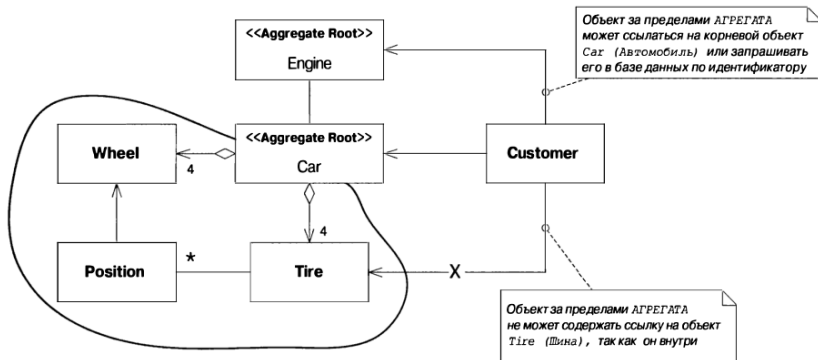 <<Aggregate Root>>
Engine
Объект за пределами АГРЕГАТА
может ссылаться на корневой объект
Car (Автомобиль) или запрашивать
его в базе данных по идентификатору
Wheel
4
<<Aggregate Root>>
Car
Customer
4
Position
*
Tire
X
Объект за пределами АГРЕГАТА
не может содержать ссылку на объект
Tire (Шина), так как он внутри